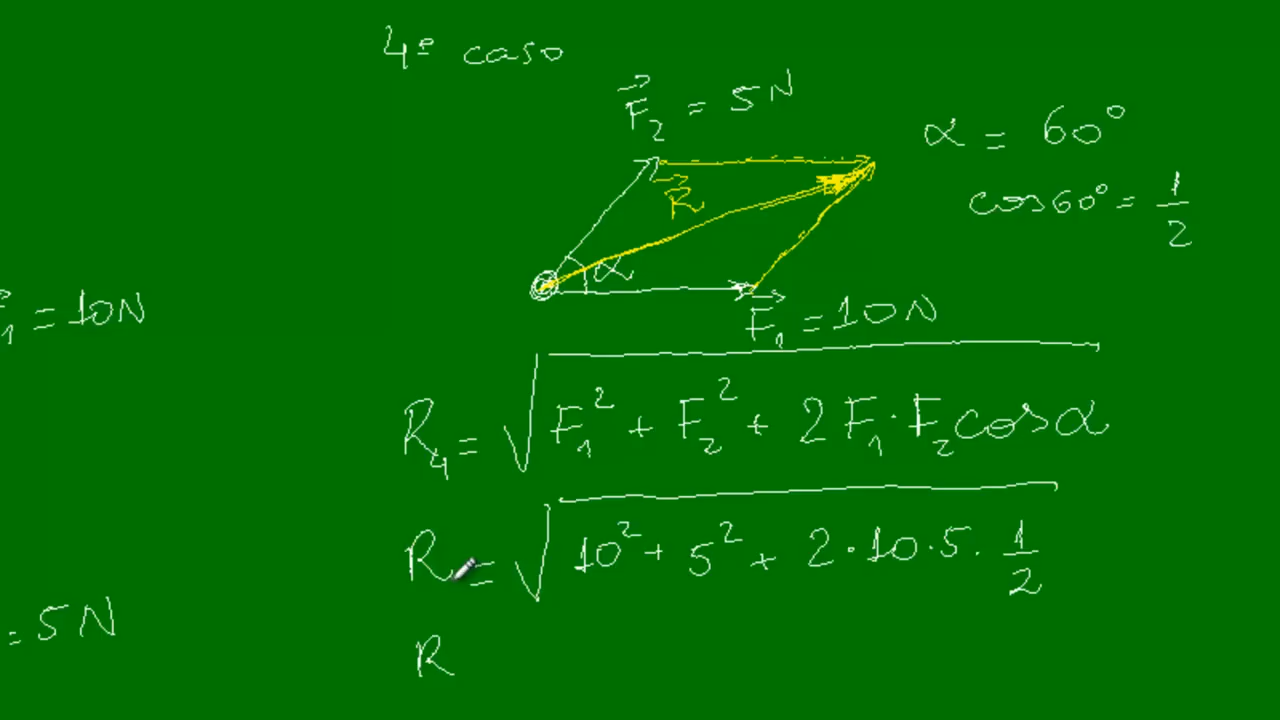 4º caso
F₂ = 5N
α = 60°
cos60° = 1/2
R
α
F₁ = 10N
₁ = 10N
R₄ = √F₁² + F₂² + 2F₁·F₂cosα
R = √10² + 5² + 2·10·5·1/2
= 5N
R